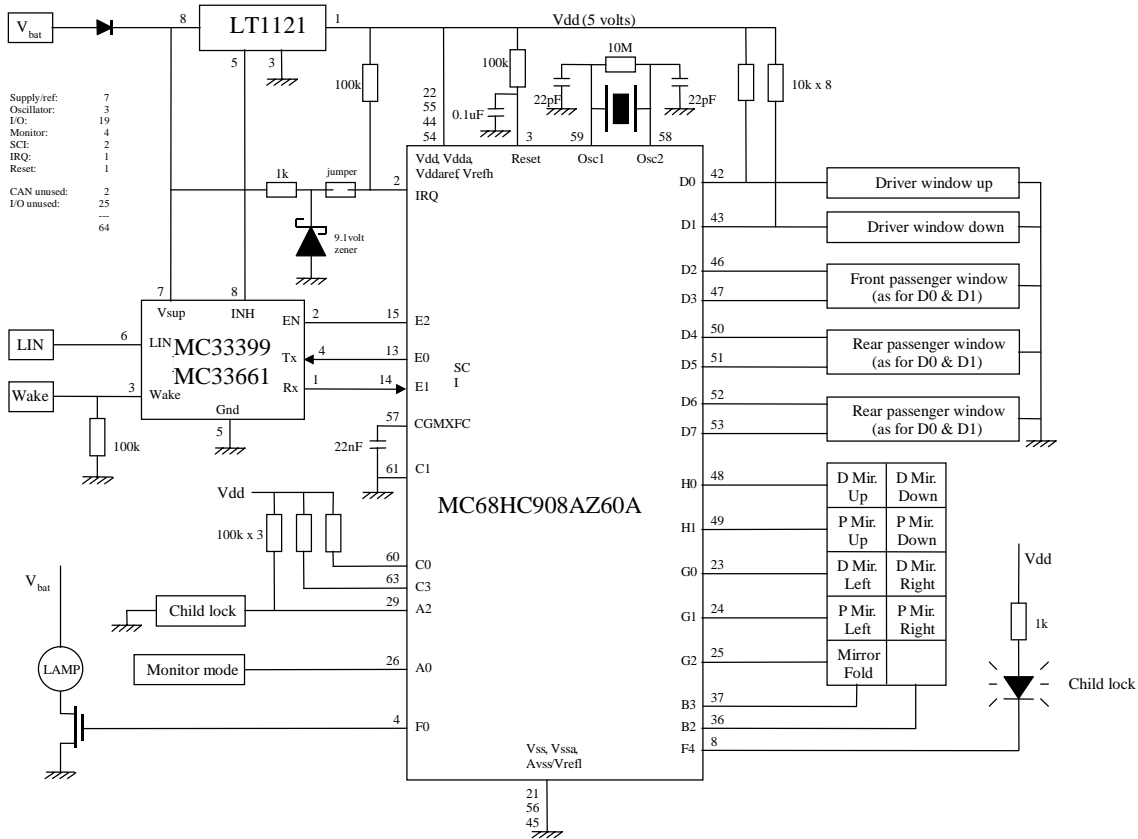 V bat
8
LT1121
1
Vdd (5 volts)
5
3
100k
100k
10M
10k x 8
22pF
22pF
0.1uF
Supply/ref: 7
Oscillator: 3
I/O: 19
Monitor: 4
SCI: 2
IRQ: 1
Reset: 1
CAN unused: 2
I/O unused: 25
---
64
22
55
44
54
3
59
58
Vdd, Vdda,
Vddaref, Vrefh
Reset
Osc1
Osc2
1k
jumper
2
IRQ
9.1volt
zener
D0
42
Driver window up
D1
43
Driver window down
D2
46
D3
47
Front passenger window
(as for D0 & D1)
D4
50
D5
51
Rear passenger window
(as for D0 & D1)
D6
52
D7
53
Rear passenger window
(as for D0 & D1)
7
8
Vsup
INH
EN
2
15
E2
LIN
6
LIN
MC33399
MC33661
Tx
4
13
E0
Rx
1
14
E1
SC
I
Wake
3
Wake
Gnd
5
100k
57
CGMXFC
22nF
61
C1
MC68HC908AZ60A
Vdd
100k x 3
60
C0
63
C3
29
A2
Child lock
26
A0
Monitor mode
V bat
LAMP
4
F0
H0
48
D Mir. Up
D Mir. Down
H1
49
P Mir. Up
P Mir. Down
G0
23
D Mir. Left
D Mir. Right
G1
24
P Mir. Left
P Mir. Right
G2
25
Mirror Fold
B3
37
B2
36
F4
8
Vdd
1k
Child lock
Vss, Vssa,
Avss/Vrefl
21
56
45